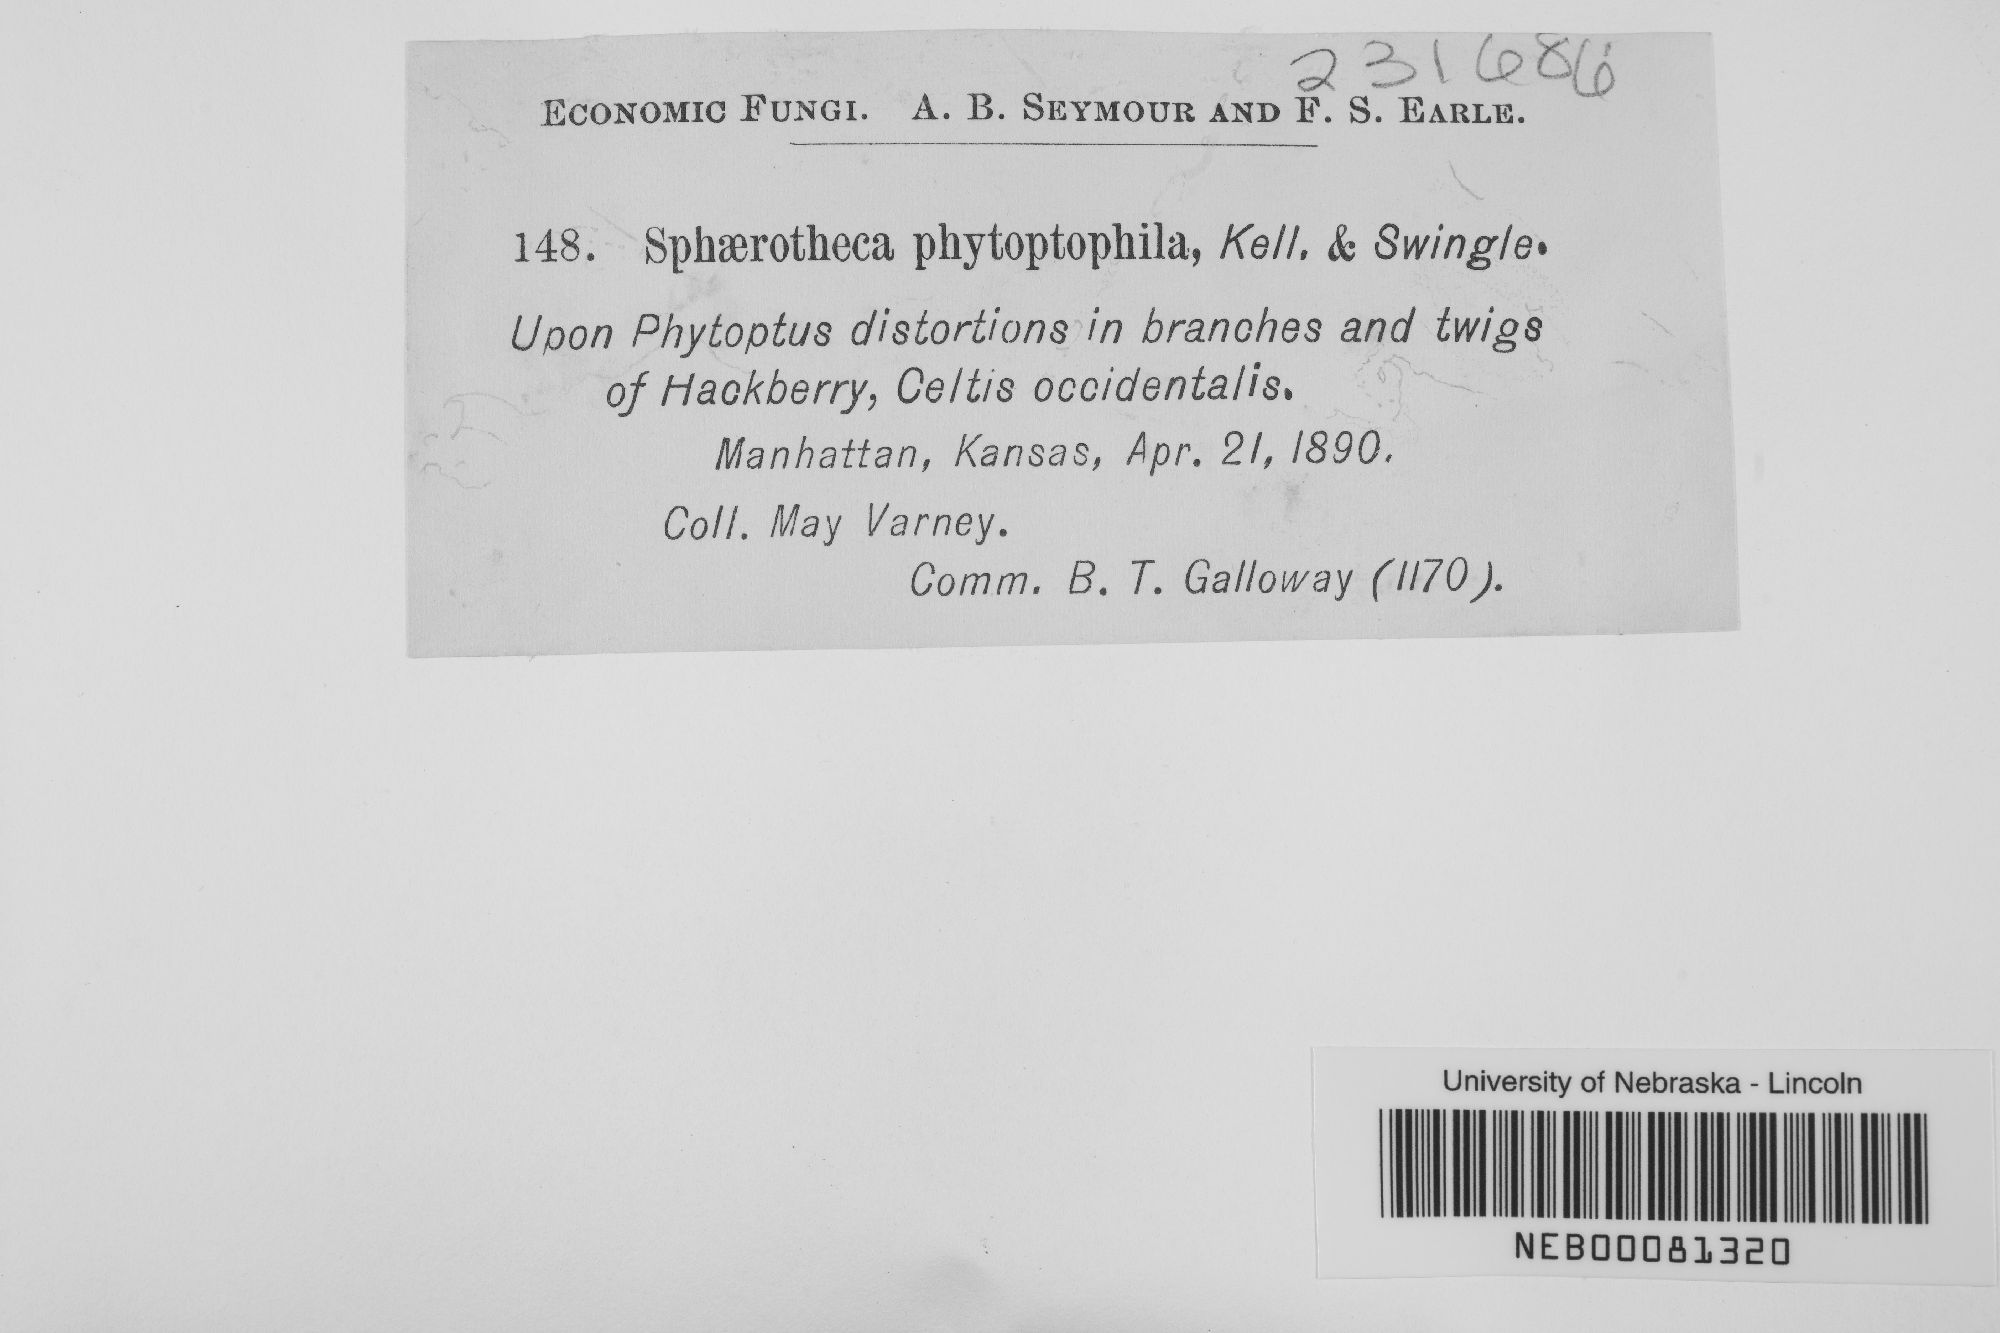 231686
ECONOMIC FUNGI. A. B. SEYMOUR AND F. S. EARLE.
148. Sphærotheca phytoptophila, Kell. & Swingle.
Upon Phytoptus distortions in branches and twigs
of Hackberry, Celtis occidentalis.
Manhattan, Kansas, Apr. 21, 1890.
Coll. May Varney.
Comm. B. T. Galloway (1170).
University of Nebraska - Lincoln
NEB00081320